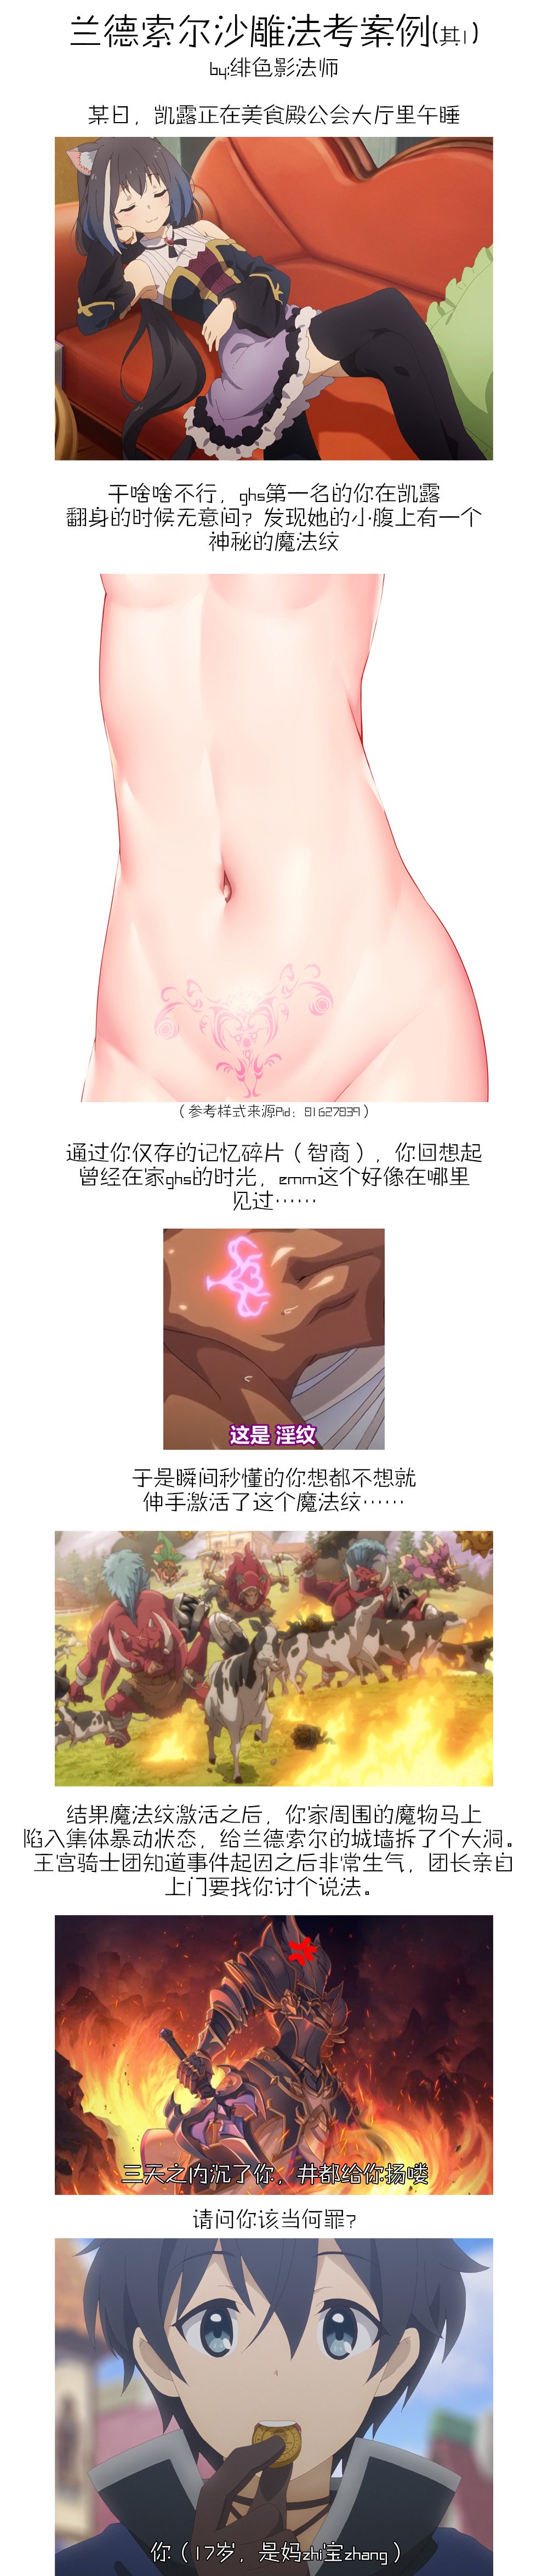 兰德索尔沙雕法考案例(其1)
by:绯色影法师
某日，凯露正在美食殿公会大厅里午睡
干啥啥不行，ghs第一名的你在凯露
翻身的时候无意间？发现她的小腹上有一个
神秘的魔法纹
（参考样式来源Pid：81627839）
通过你仅存的记忆碎片（智商），你回想起
曾经在家ghs的时光，emm这个好像在哪里
见过……
这是 淫纹
于是瞬间秒懂的你想都不想就
伸手激活了这个魔法纹……
结果魔法纹激活之后，你家周围的魔物马上
陷入集体暴动状态，给兰德索尔的城墙拆了个大洞。
王宫骑士团知道事件起因之后非常生气，团长亲自
上门要找你讨个说法。
三天之内沉了你，井都给你扬喽
请问你该当何罪?
你（17岁，是妈zhi宝zhang）